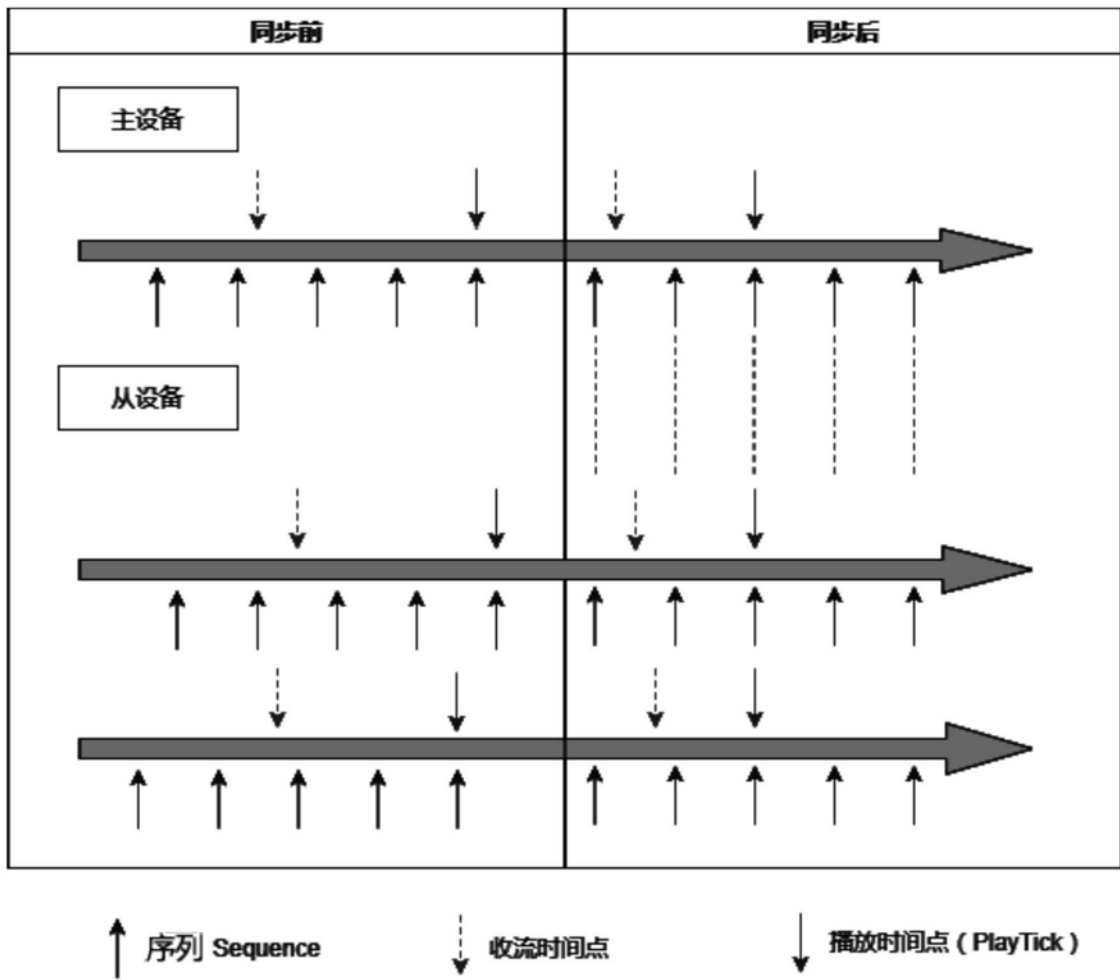 同步前
同步后
主设备
从设备
序列 Sequence
收流时间点
播放时间点（PlayTick）